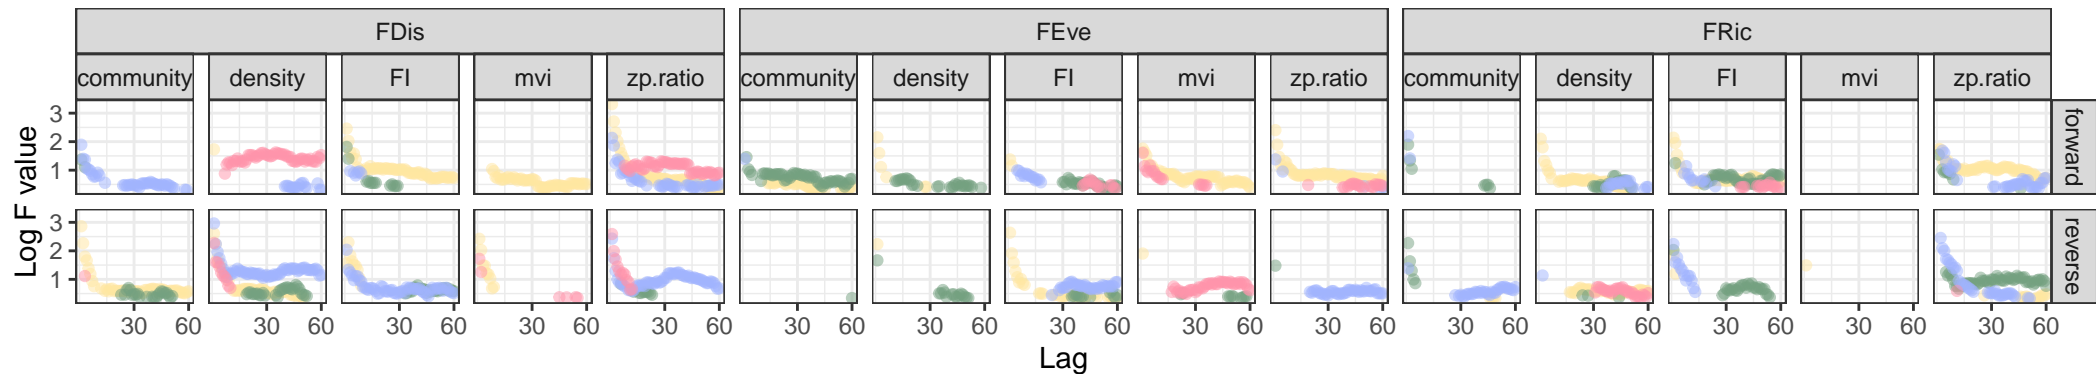 FDis FEve FRic
community density FI mvi zp.ratio community density FI mvi zp.ratio community density FI mvi zp.ratio
Log F value
3
2
1
forward
3
2
1
reverse
30 60 30 60 30 60 30 60 30 60 30 60 30 60 30 60 30 60 30 60 30 60 30 60 30 60 30 60 30 60
Lag